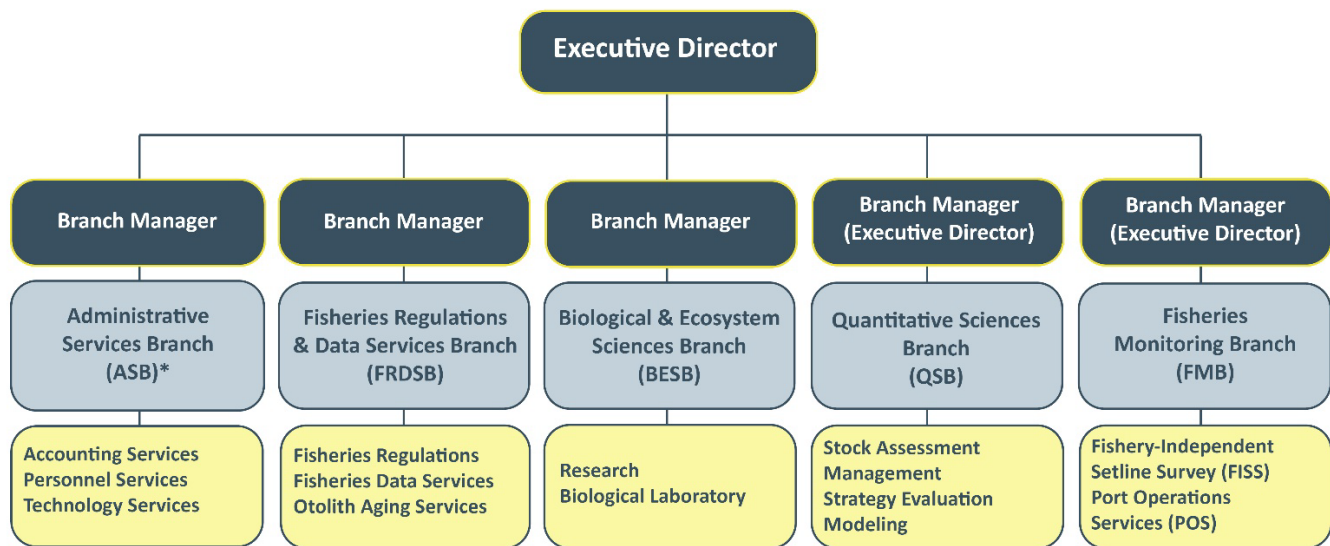 Executive Director
Branch Manager
Branch Manager
Branch Manager
Branch Manager
(Executive Director)
Branch Manager
(Executive Director)
Administrative
Services Branch
(ASB)*
Fisheries Regulations
& Data Services Branch
(FRDSB)
Biological & Ecosystem
Sciences Branch
(BESB)
Quantitative Sciences
Branch
(QSB)
Fisheries
Monitoring Branch
(FMB)
Accounting Services
Personnel Services
Technology Services
Fisheries Regulations
Fisheries Data Services
Otolith Aging Services
Research
Biological Laboratory
Stock Assessment
Management
Strategy Evaluation
Modeling
Fishery-Independent
Setline Survey (FISS)
Port Operations
Services (POS)